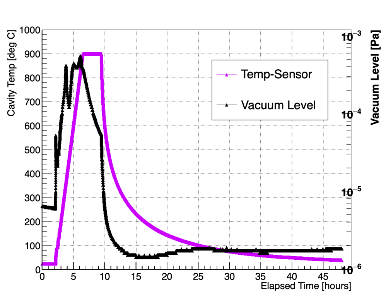 Cavity Temp [deg C]
1000
900
800
700
600
500
400
300
200
100
0
0 5 10 15 20 25 30 35 40 45
Elapsed Time [hours]
Temp-Sensor
Vacuum Level
10⁻³
10⁻⁴
10⁻⁵
10⁻⁶
Vacuum Level [Pa]